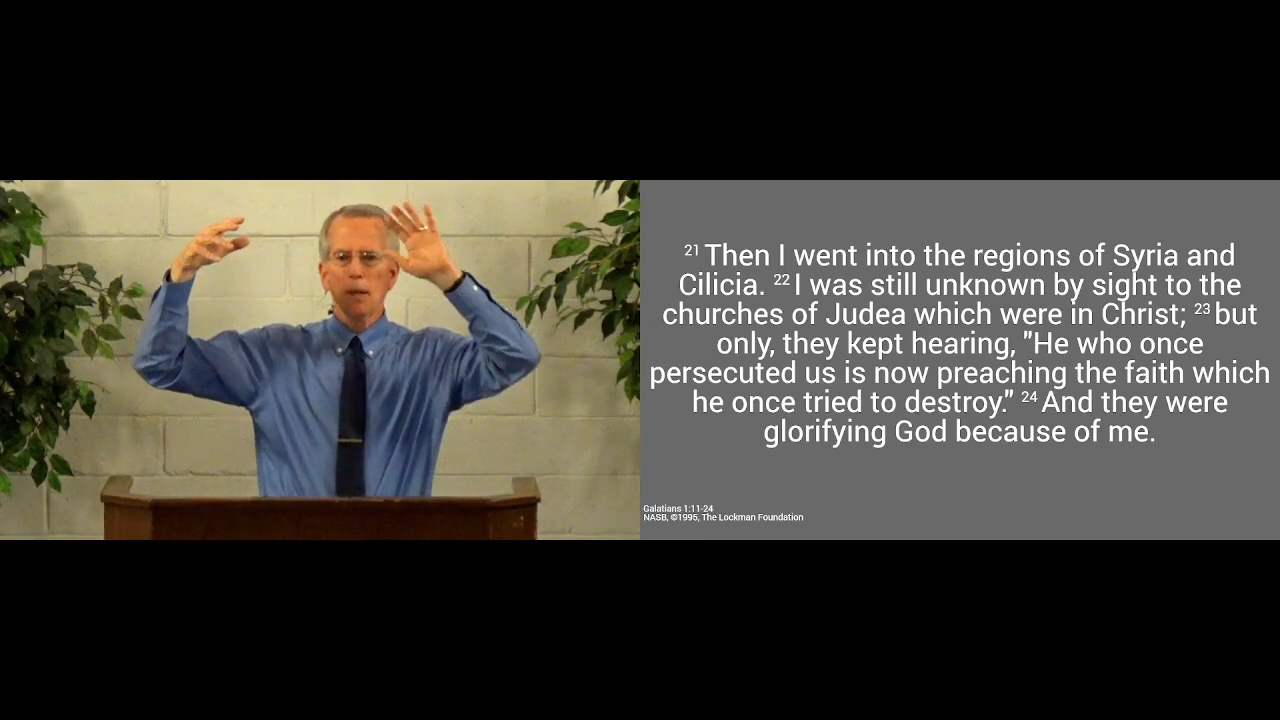 21 Then I went into the regions of Syria and
Cilicia. 22 I was still unknown by sight to the
churches of Judea which were in Christ; 23 but
only, they kept hearing, "He who once
persecuted us is now preaching the faith which
he once tried to destroy." 24 And they were
glorifying God because of me.
Galatians 1:11-24
NASB, ©1995, The Lockman Foundation